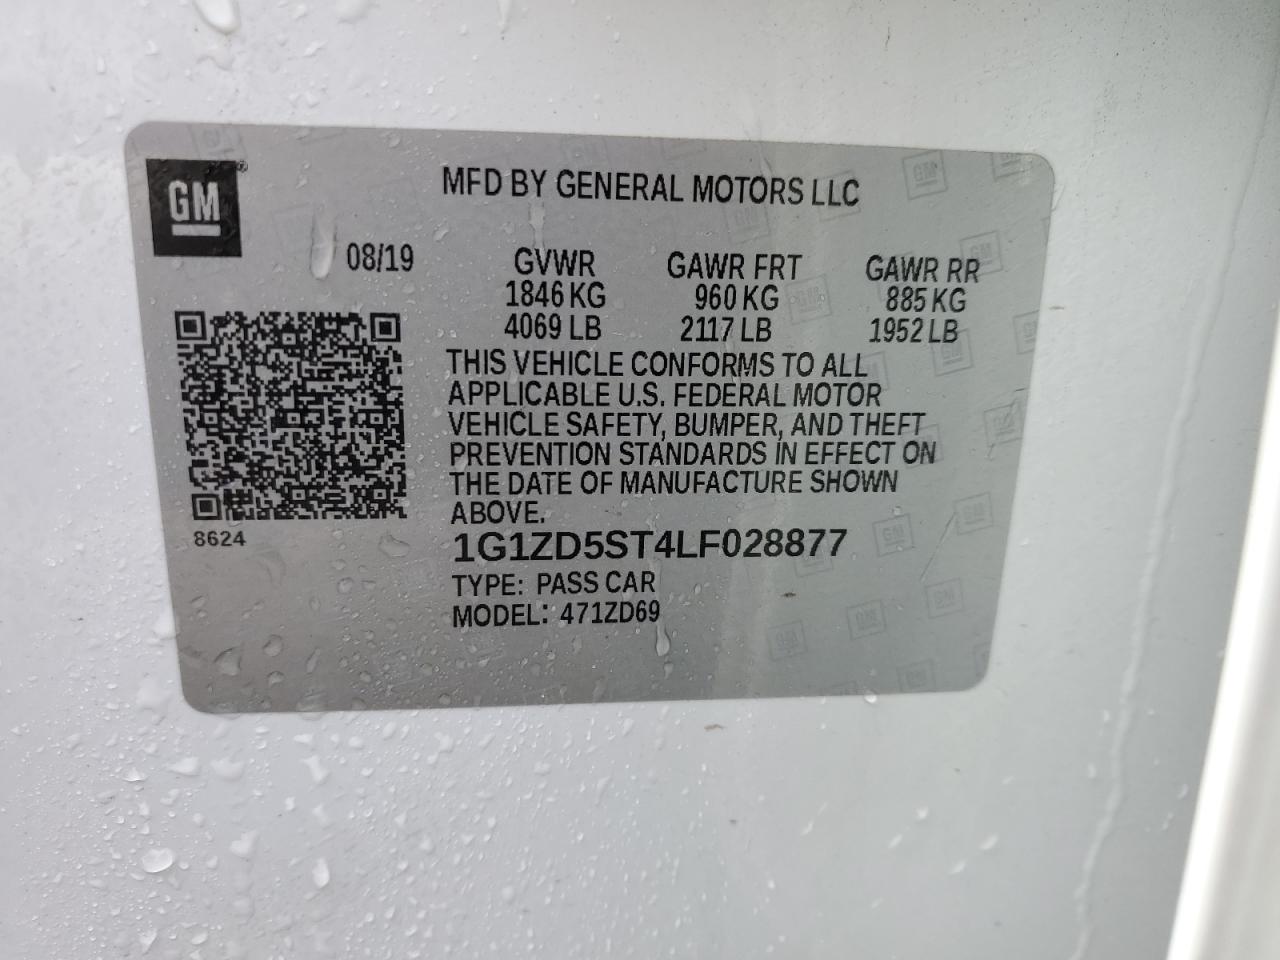 GM
MFD BY GENERAL MOTORS LLC
08/19 GVWR GAWR FRT GAWR RR
1846 KG 960 KG 885 KG
4069 LB 2117 LB 1952 LB
THIS VEHICLE CONFORMS TO ALL
APPLICABLE U.S. FEDERAL MOTOR
VEHICLE SAFETY, BUMPER, AND THEFT
PREVENTION STANDARDS IN EFFECT ON
THE DATE OF MANUFACTURE SHOWN
ABOVE.
8624
1G1ZD5ST4LF028877
TYPE: PASS CAR
MODEL: 471ZD69